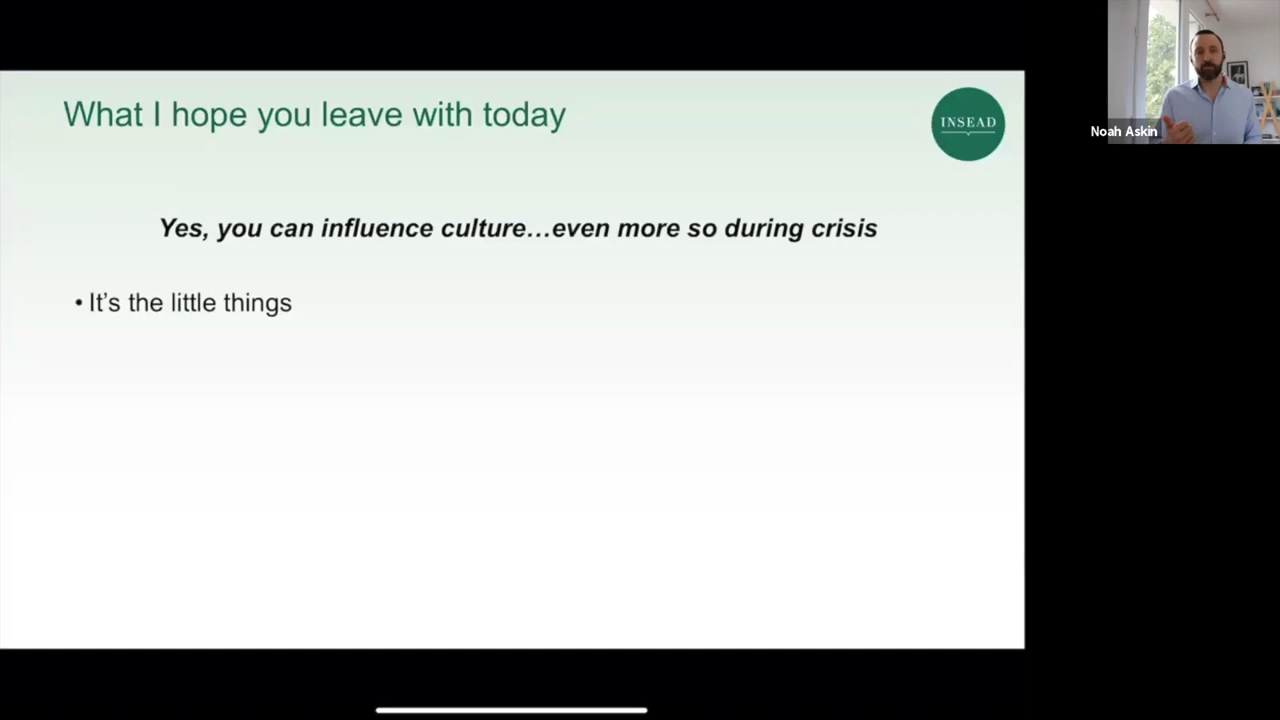 What I hope you leave with today
INSEAD
Yes, you can influence culture…even more so during crisis
• It’s the little things
Noah Askin